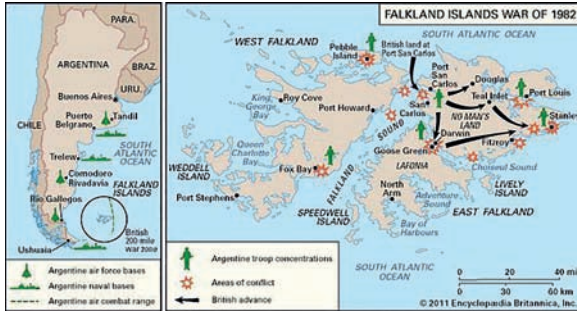 PARA.
ARGENTINA
BRAZ.
URU.
Buenos Aires
Tandil
Puerto
Belgrano
CHILE
Trelew
SOUTH
ATLANTIC
OCEAN
Comodoro
Rivadavia
FALKLAND
ISLANDS
Río Gallegos
British
200 mile
war zone
Ushuaia
Argentine air force bases
Argentine naval bases
Argentine air combat range
FALKLAND ISLANDS WAR OF 1982
SOUTH ATLANTIC OCEAN
WEST FALKLAND
Pebble
Island
British land at
Port San Carlos
Port
San
Carlos
Douglas
Teal Inlet
Port Louis
King
George
Bay
Roy Cove
Port Howard
San
Carlos
NO MAN'S
LAND
Stanley
Darwin
Queen
Charlotte
Bay
Goose Green
Fitzroy
FALKLAND SOUND
WEDDELL
ISLAND
Fox Bay
LAFONIA
Choiseul Sound
Port Stephens
North
Arm
LIVELY
ISLAND
SPEEDWELL
ISLAND
Adventure
Sound
EAST FALKLAND
Bay of
Harbours
SOUTH ATLANTIC
OCEAN
Argentine troop concentrations
Areas of conflict
British advance
0 20 40 mi
0 30 60 km
© 2011 Encyclopædia Britannica, Inc.